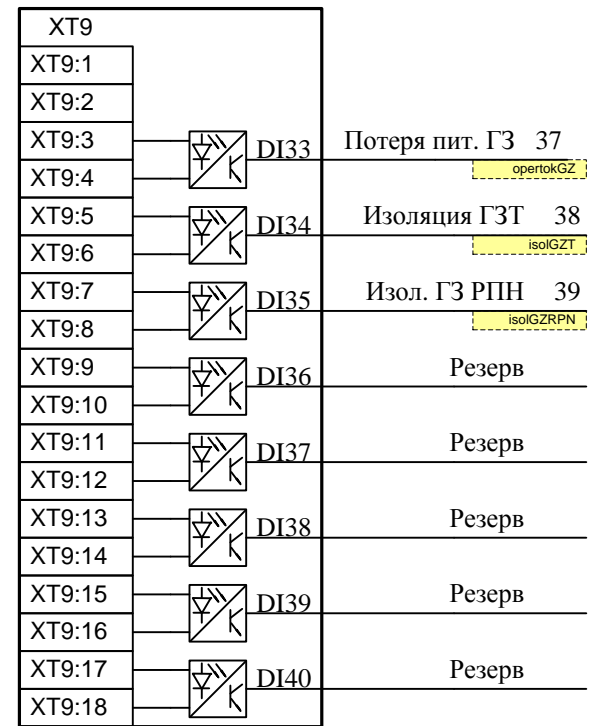 XT9
XT9:1
XT9:2
XT9:3
DI33 Потеря пит. ГЗ 37
opertokGZ
XT9:4
XT9:5
DI34 Изоляция ГЗТ 38
isolGZT
XT9:6
XT9:7
DI35 Изол. ГЗ РПН 39
isolGZRPN
XT9:8
XT9:9
DI36 Резерв
XT9:10
XT9:11
DI37 Резерв
XT9:12
XT9:13
DI38 Резерв
XT9:14
XT9:15
DI39 Резерв
XT9:16
XT9:17
DI40 Резерв
XT9:18